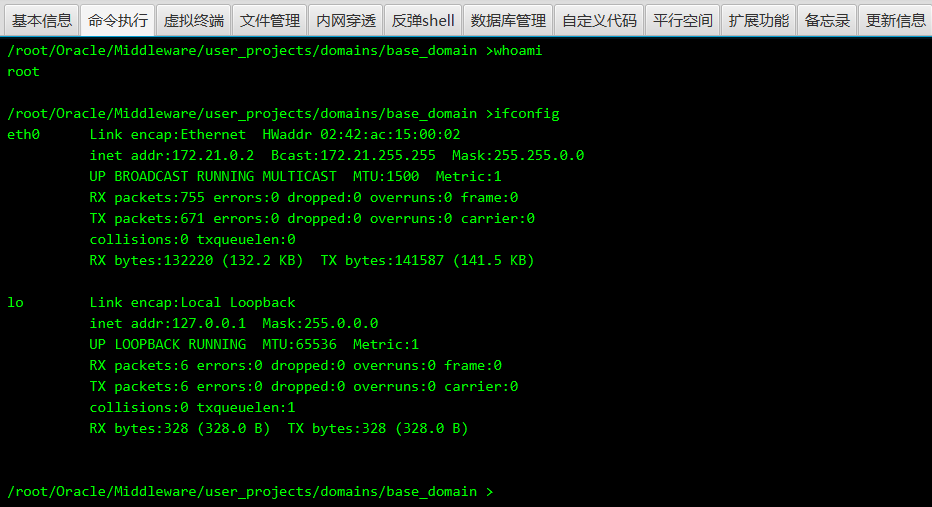 基本信息 命令执行 虚拟终端 文件管理 内网穿透 反弹shell 数据库管理 自定义代码 平行空间 扩展功能 备忘录 更新信息
/root/Oracle/Middleware/user_projects/domains/base_domain >whoami
root
/root/Oracle/Middleware/user_projects/domains/base_domain >ifconfig
eth0      Link encap:Ethernet  HWaddr 02:42:ac:15:00:02
          inet addr:172.21.0.2  Bcast:172.21.255.255  Mask:255.255.0.0
          UP BROADCAST RUNNING MULTICAST  MTU:1500  Metric:1
          RX packets:755 errors:0 dropped:0 overruns:0 frame:0
          TX packets:671 errors:0 dropped:0 overruns:0 carrier:0
          collisions:0 txqueuelen:0
          RX bytes:132220 (132.2 KB)  TX bytes:141587 (141.5 KB)
lo        Link encap:Local Loopback
          inet addr:127.0.0.1  Mask:255.0.0.0
          UP LOOPBACK RUNNING  MTU:65536  Metric:1
          RX packets:6 errors:0 dropped:0 overruns:0 frame:0
          TX packets:6 errors:0 dropped:0 overruns:0 carrier:0
          collisions:0 txqueuelen:1
          RX bytes:328 (328.0 B)  TX bytes:328 (328.0 B)
/root/Oracle/Middleware/user_projects/domains/base_domain >